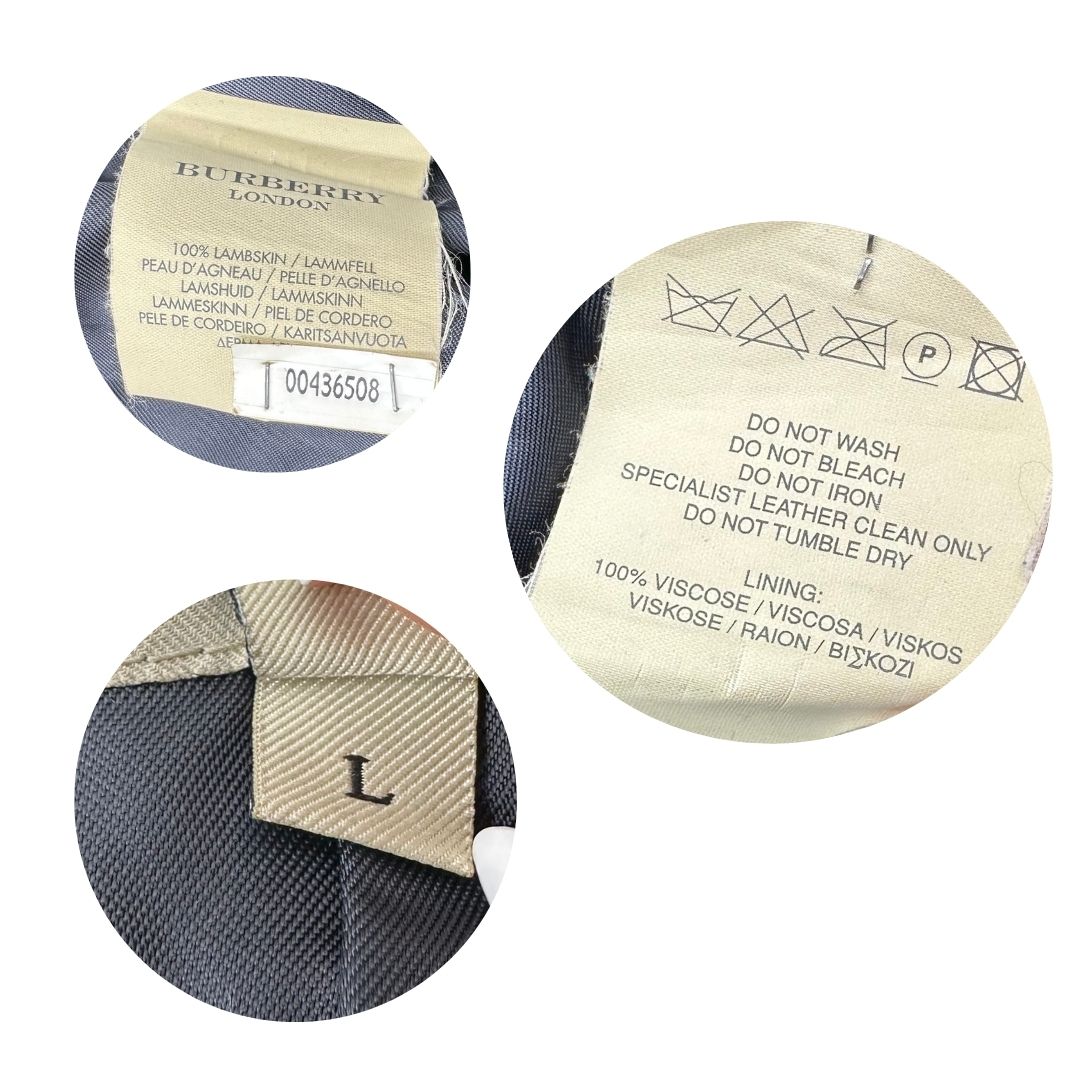 BURBERRY
LONDON
100% LAMBSKIN / LAMMFELL
PEAU D'AGNEAU / PELLE D'AGNELLO
LAMSHUID / LAMMSKINN
LAMMESKINN / PIEL DE CORDERO
PELE DE CORDEIRO / KARITSANVUOTA
00436508
P
DO NOT WASH
DO NOT BLEACH
DO NOT IRON
SPECIALIST LEATHER CLEAN ONLY
DO NOT TUMBLE DRY
LINING:
100% VISCOSE / VISCOSA / VISKOS
VISKOSE / RAION / ΒΙΣΚΟΖΙ
L